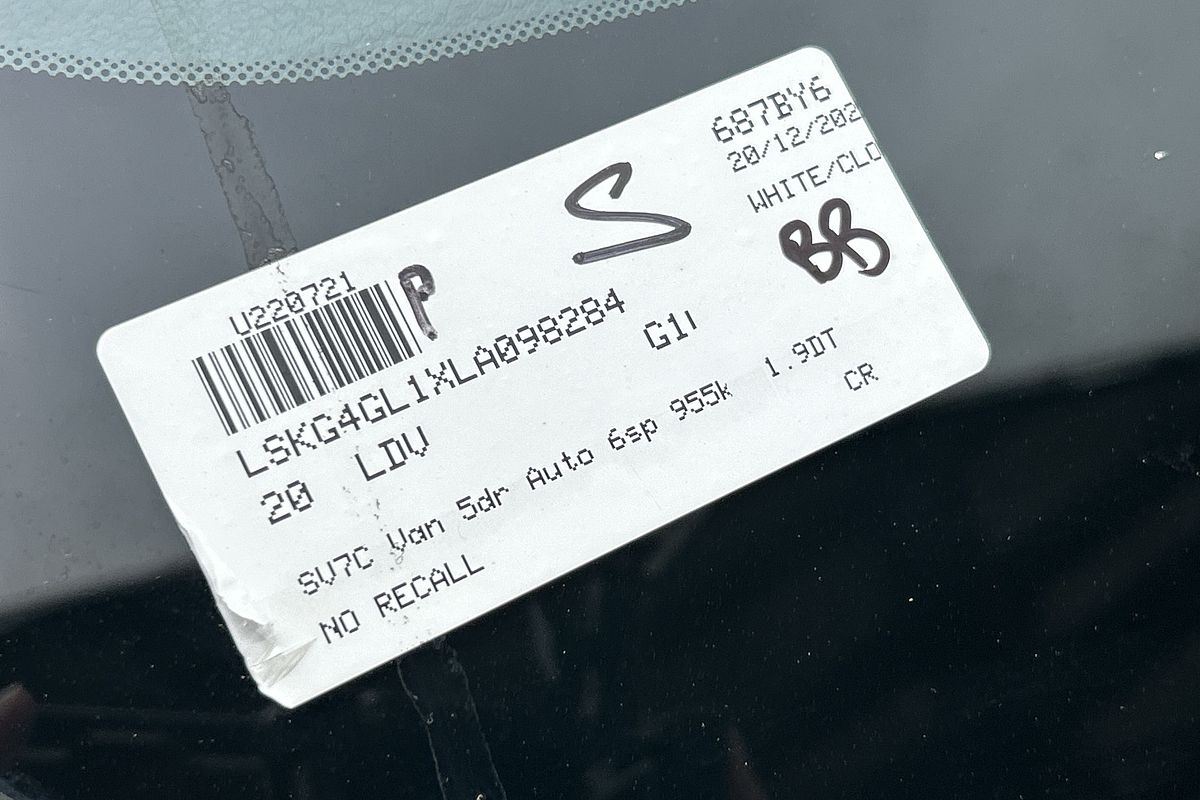 687BY6
20/12/202
WHITE/CLO
S
BB
U220721
P
LSKG4GL1XLA098284
G1
20 LDV
SV7C Van 5dr Auto 6sp 955k 1.9DT
CR
NO RECALL